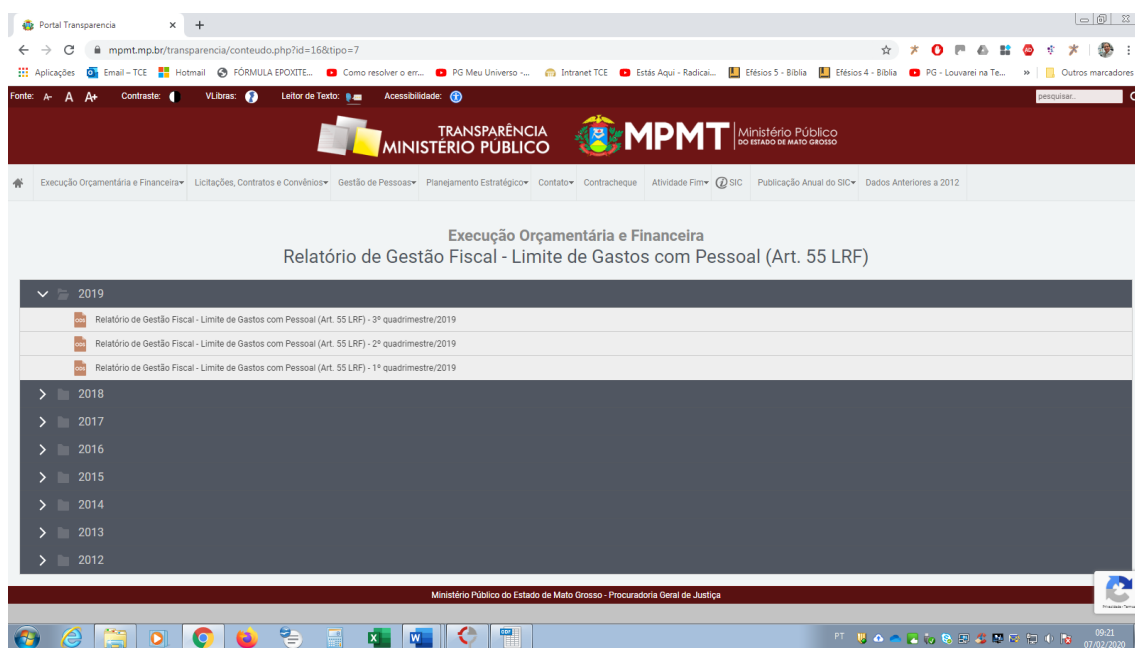 Portal Transparencia
mpmt.mp.br/transparencia/conteudo.php?id=16&tipo=7
Aplicações Email – TCE Hotmail FÓRMULA EPOXITE... Como resolver o err... PG Meu Universo -... Intranet TCE Estás Aqui - Radicai... Efésios 5 - Bíblia Efésios 4 - Bíblia PG - Louvarei na Te... » Outros marcadores
Fonte: A- A A+ Contraste: VLibras: Leitor de Texto: Acessibilidade: pesquisar...
TRANSPARÊNCIA
MINISTÉRIO PÚBLICO
MPMT Ministério Público
DO ESTADO DE MATO GROSSO
Execução Orçamentária e Financeira Licitações, Contratos e Convênios Gestão de Pessoas Planejamento Estratégico Contato Contracheque Atividade Fim SIC Publicação Anual do SIC Dados Anteriores a 2012
Execução Orçamentária e Financeira
Relatório de Gestão Fiscal - Limite de Gastos com Pessoal (Art. 55 LRF)
2019
Relatório de Gestão Fiscal - Limite de Gastos com Pessoal (Art. 55 LRF) - 3º quadrimestre/2019
Relatório de Gestão Fiscal - Limite de Gastos com Pessoal (Art. 55 LRF) - 2º quadrimestre/2019
Relatório de Gestão Fiscal - Limite de Gastos com Pessoal (Art. 55 LRF) - 1º quadrimestre/2019
2018
2017
2016
2015
2014
2013
2012
Ministério Público do Estado de Mato Grosso - Procuradoria Geral de Justiça
PT 09:21
07/02/2020